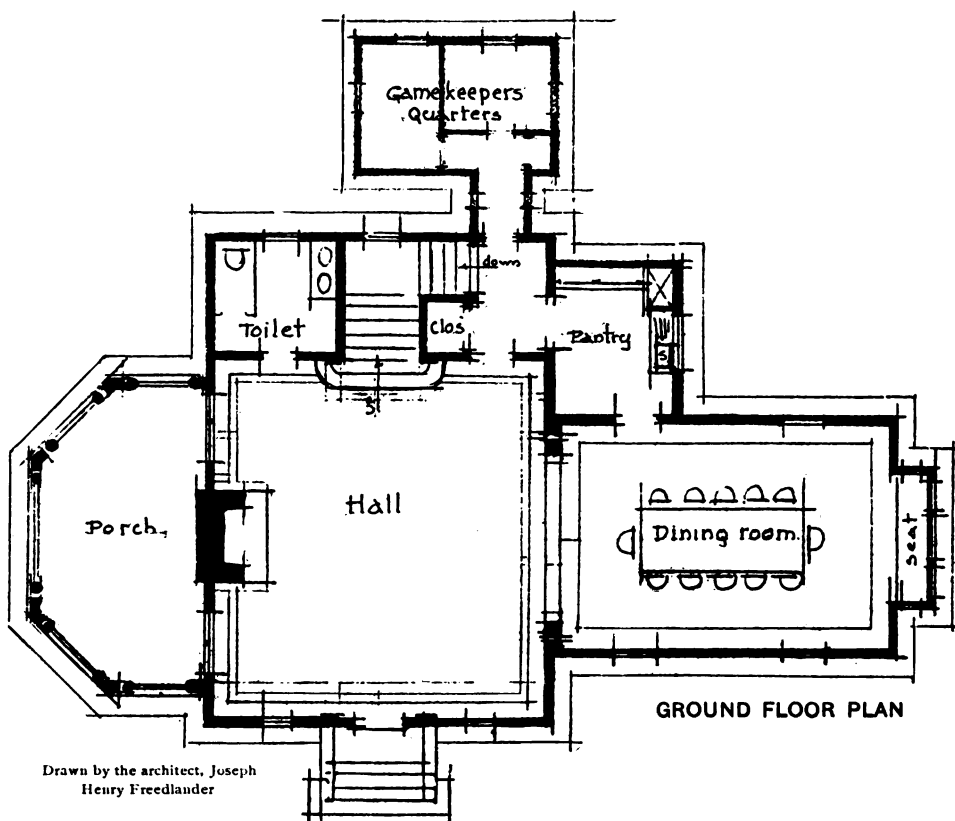 Gamekeepers
Quarters
down
Toilet
Clos
Pantry
S
S
Hall
Porch.
Dining room
seat
GROUND FLOOR PLAN
Drawn by the architect, Joseph
Henry Freedlander